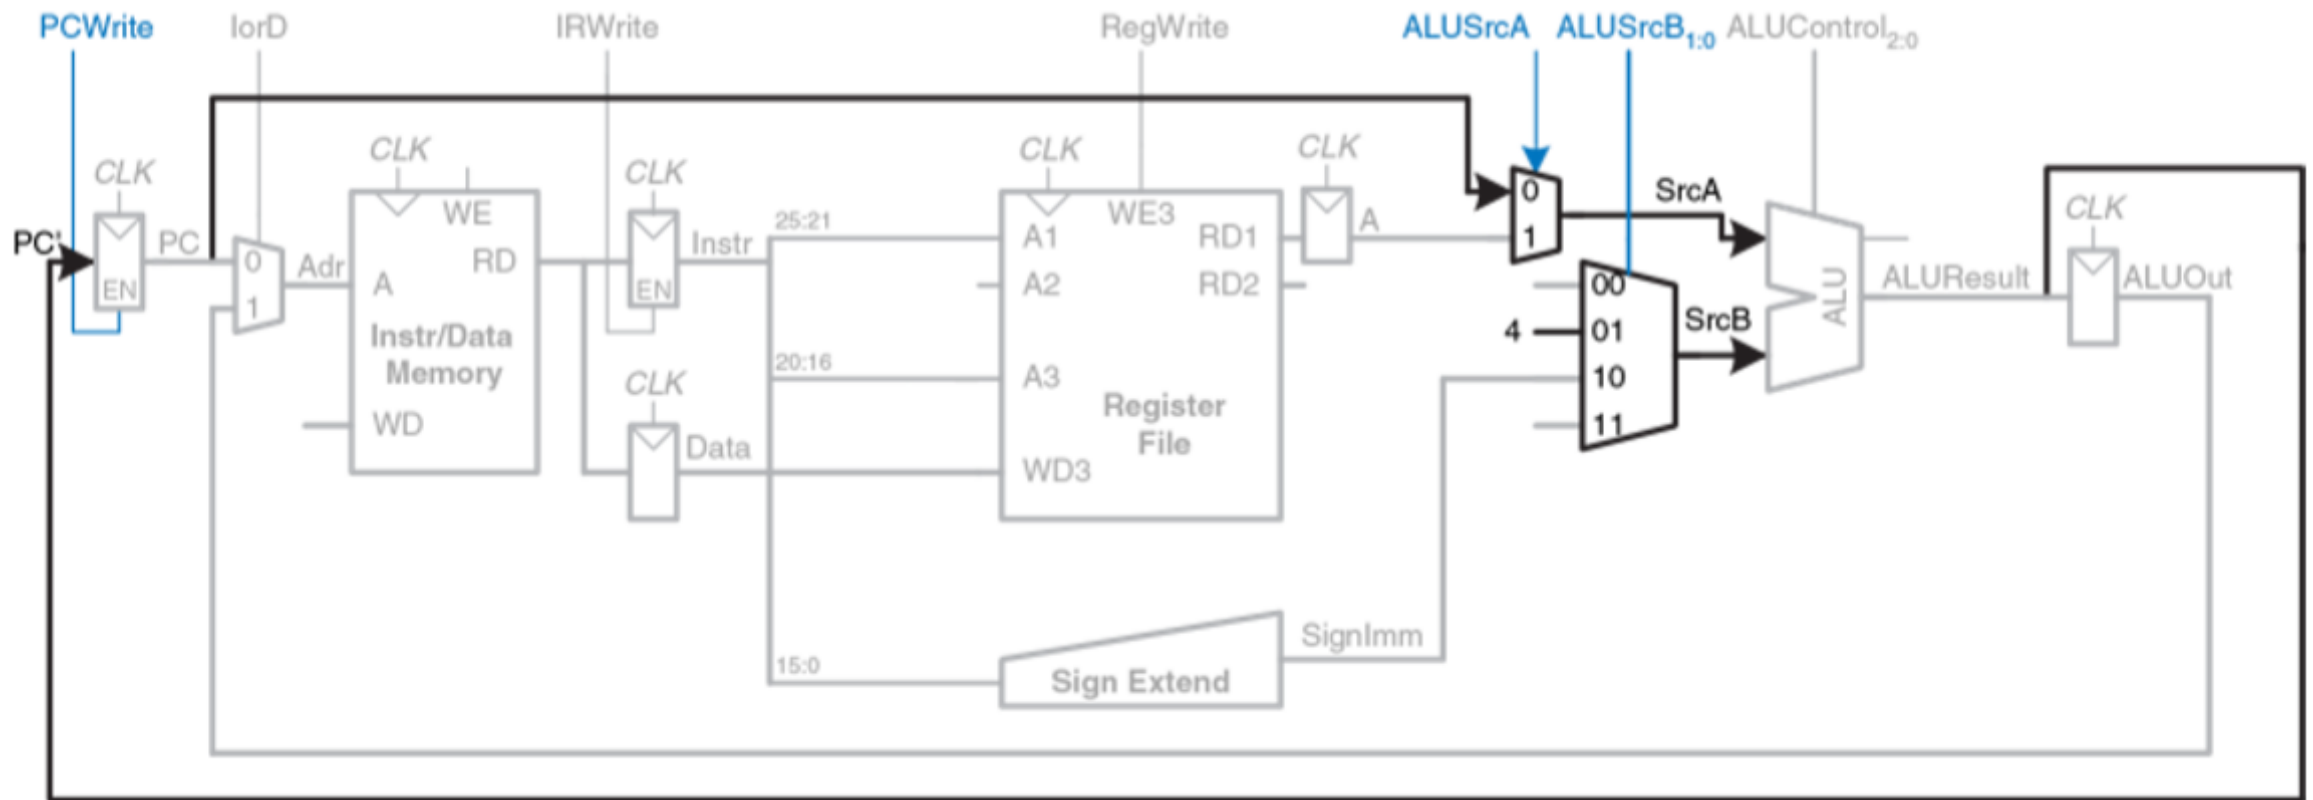 PCWrite IorD IRWrite RegWrite ALUSrcA ALUSrcB1:0 ALUControl2:0
CLK CLK CLK CLK CLK CLK
PC' PC EN
0 1 Adr
WE A RD
Instr/Data
Memory
WD
EN Instr
CLK Data
25:21
20:16
15:0
WE3
A1 RD1
A2 RD2
A3
Register
File
WD3
A
0
1
SrcA
00
4 01 SrcB
10
11
ALU
ALUResult ALUOut
SignImm
Sign Extend